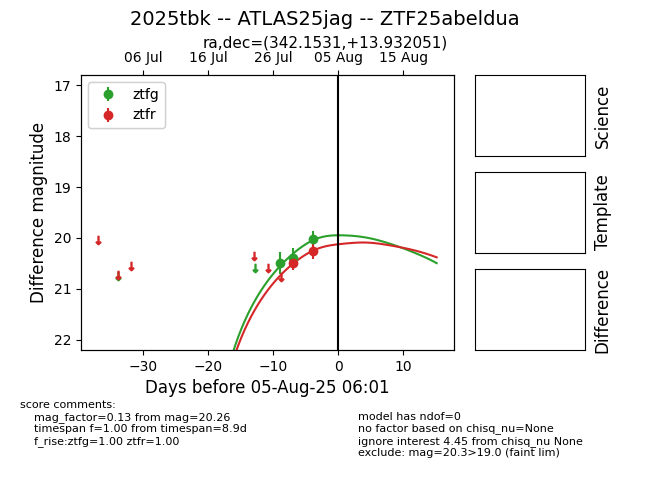 2025tbk -- ATLAS25jag -- ZTF25abeldua
ra,dec=(342.1531,+13.932051)
06 Jul 16 Jul 26 Jul 05 Aug 15 Aug
ztfg
ztfr
17
18
19
20
21
22
Difference magnitude
−30 −20 −10 0 10
Days before 05-Aug-25 06:01
Science
Template
Difference
score comments:
mag_factor=0.13 from mag=20.26
timespan f=1.00 from timespan=8.9d
f_rise:ztfg=1.00 ztfr=1.00
model has ndof=0
no factor based on chisq_nu=None
ignore interest 4.45 from chisq_nu None
exclude: mag=20.3>19.0 (faint lim)